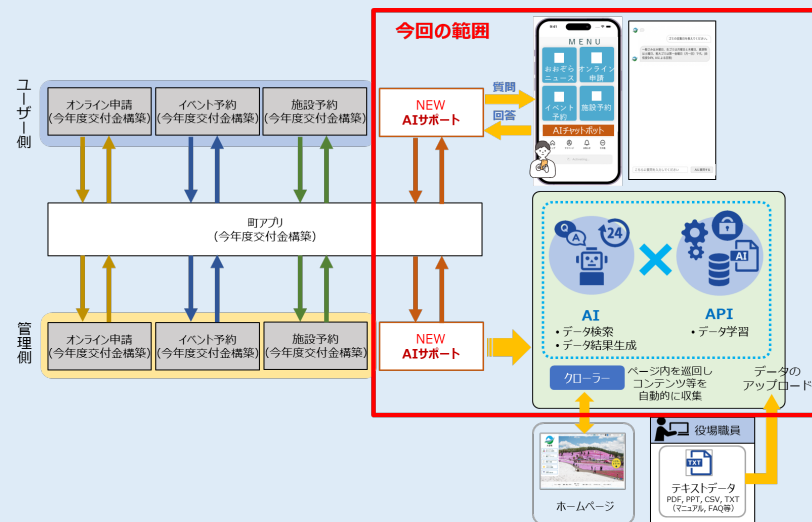 今回の範囲
ユーザー側
オンライン申請
(今年度交付金構築)
イベント予約
(今年度交付金構築)
施設予約
(今年度交付金構築)
NEW
AIサポート
質問
回答
MENU
おおぞら
ニュース
オンライン
申請
イベント
予約
施設予約
AIチャットボット
町アプリ
(今年度交付金構築)
管理側
オンライン申請
(今年度交付金構築)
イベント予約
(今年度交付金構築)
施設予約
(今年度交付金構築)
NEW
AIサポート
Q
A
24
AI
AI
・データ検索
・データ結果生成
API
・データ学習
クローラー
ページ内を巡回し
コンテンツ等を
自動的に収集
データの
アップロード
ホームページ
役場職員
TXT
テキストデータ
PDF, PPT, CSV, TXT
(マニュアル, FAQ等)